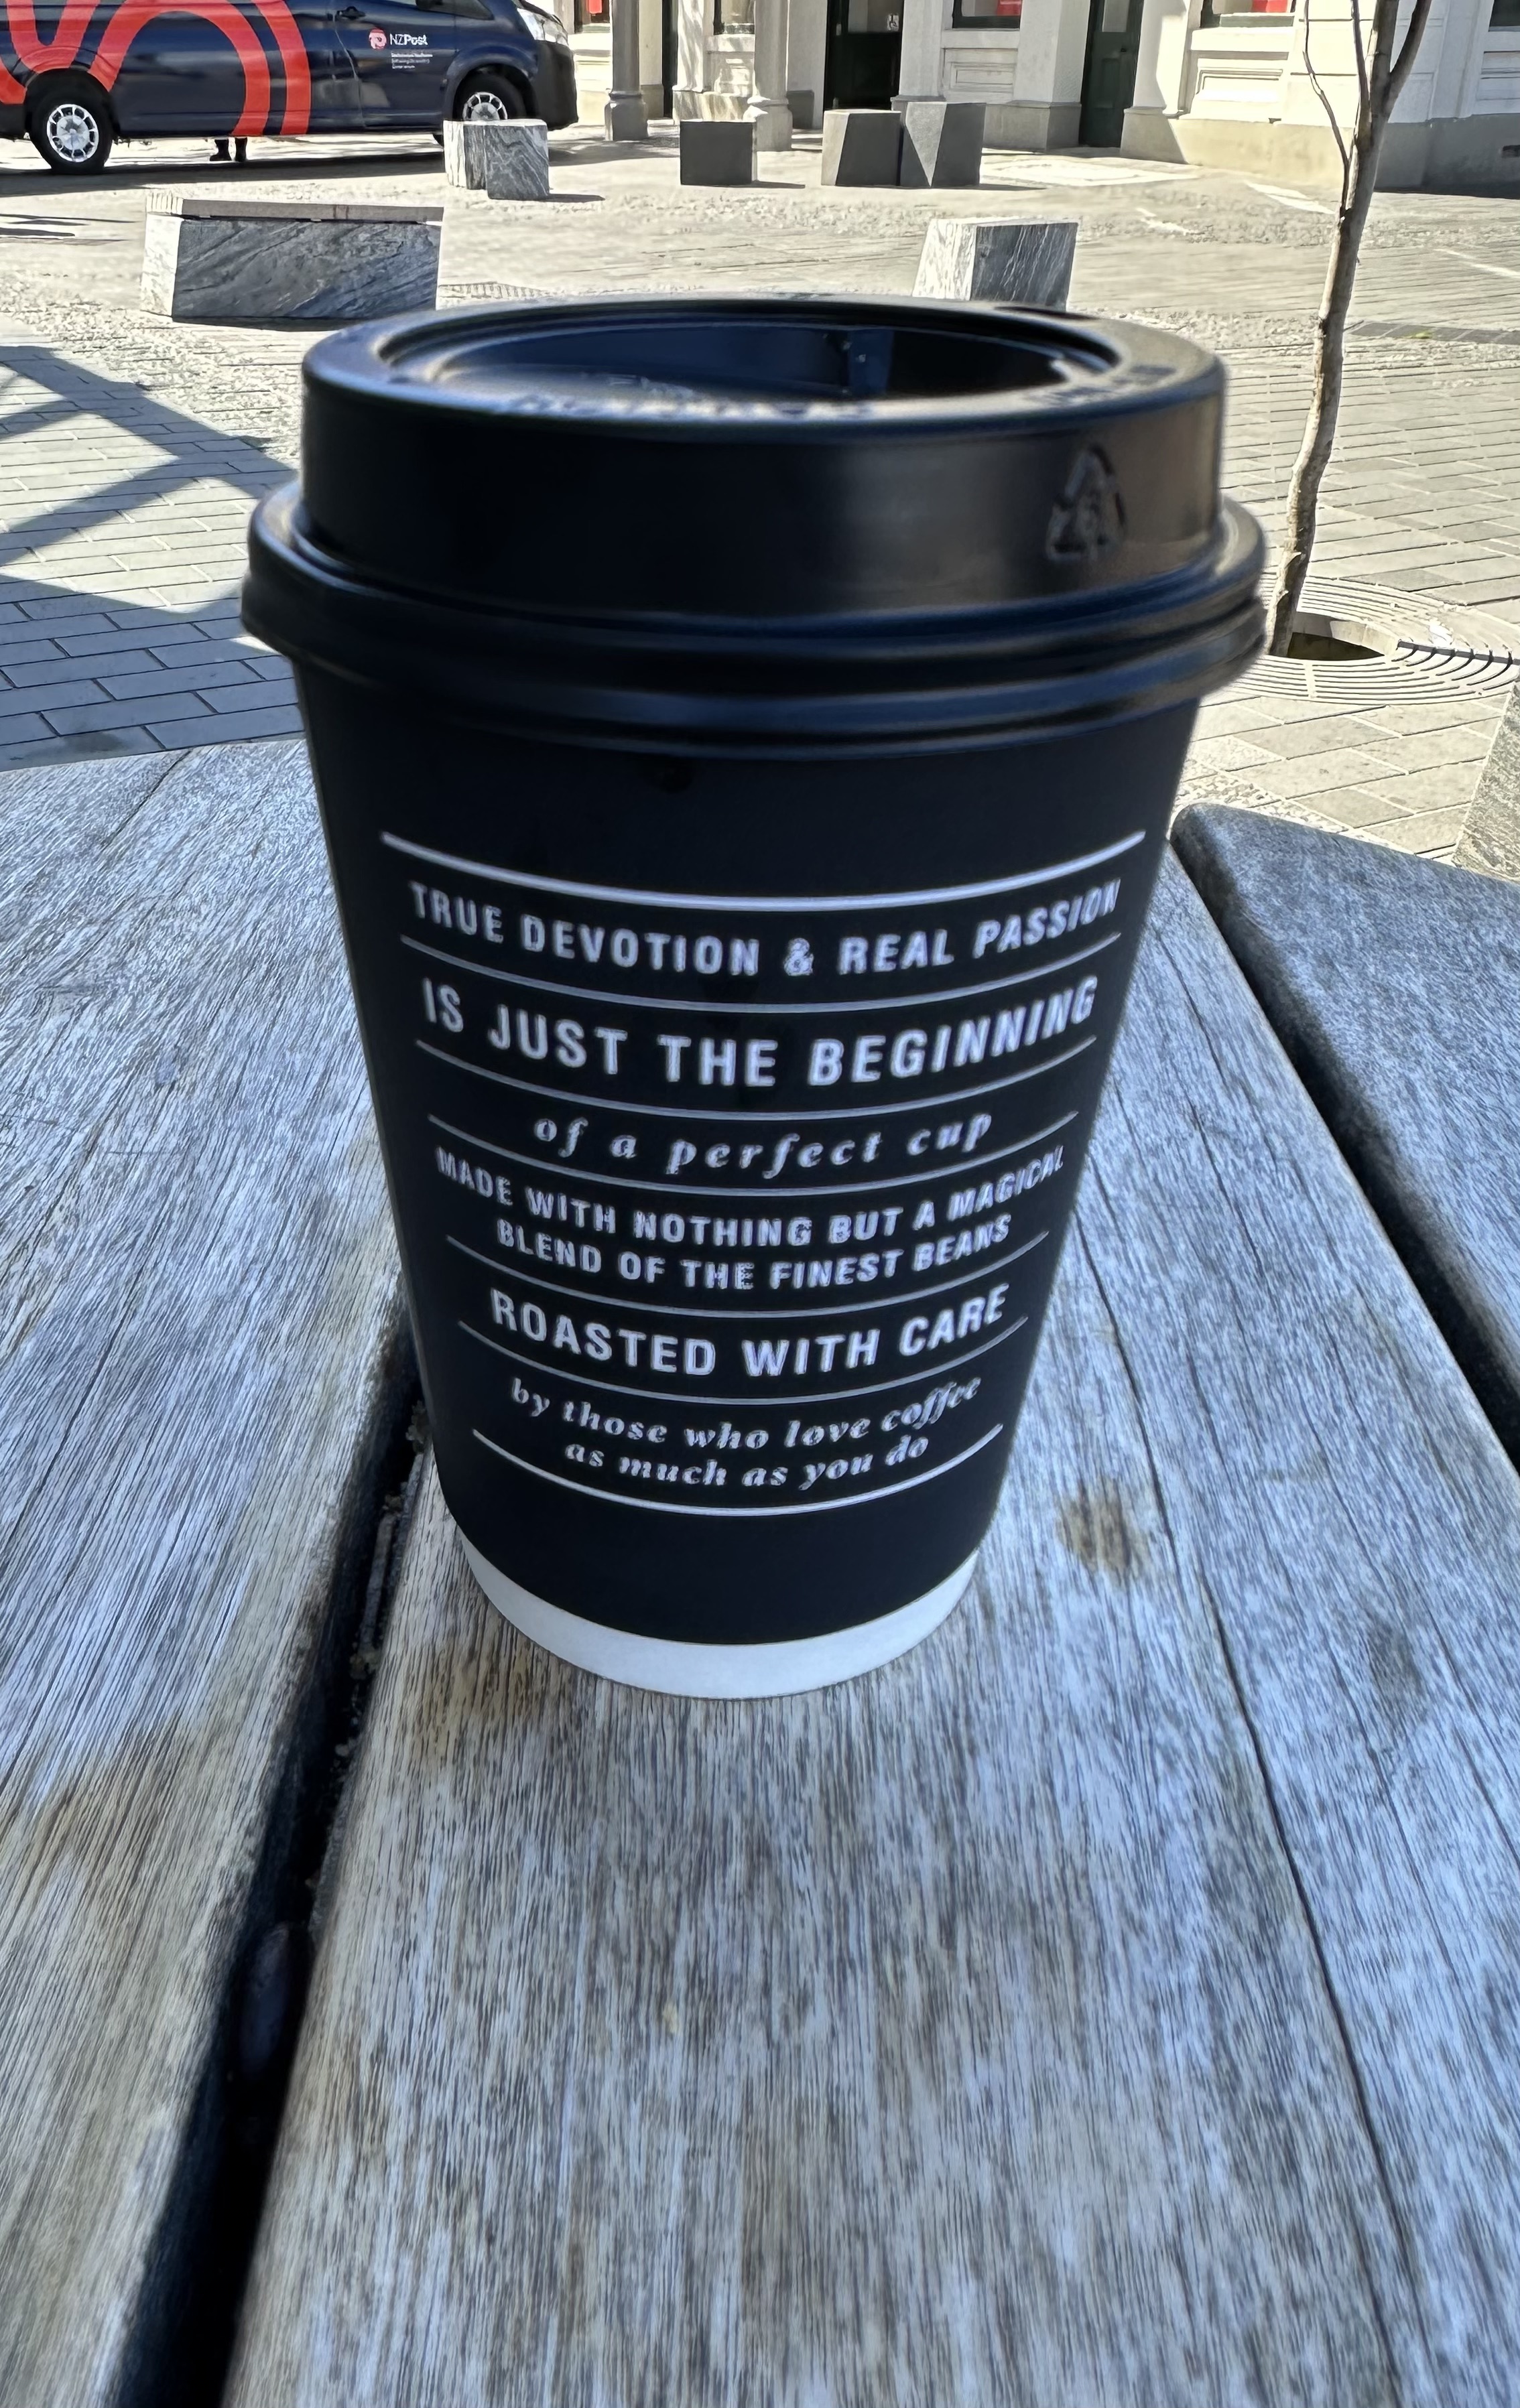 NZPost
TRUE DEVOTION & REAL PASSION
IS JUST THE BEGINNING
of a perfect cup
MADE WITH NOTHING BUT A MAGICAL
BLEND OF THE FINEST BEANS
ROASTED WITH CARE
by those who love coffee
as much as you do